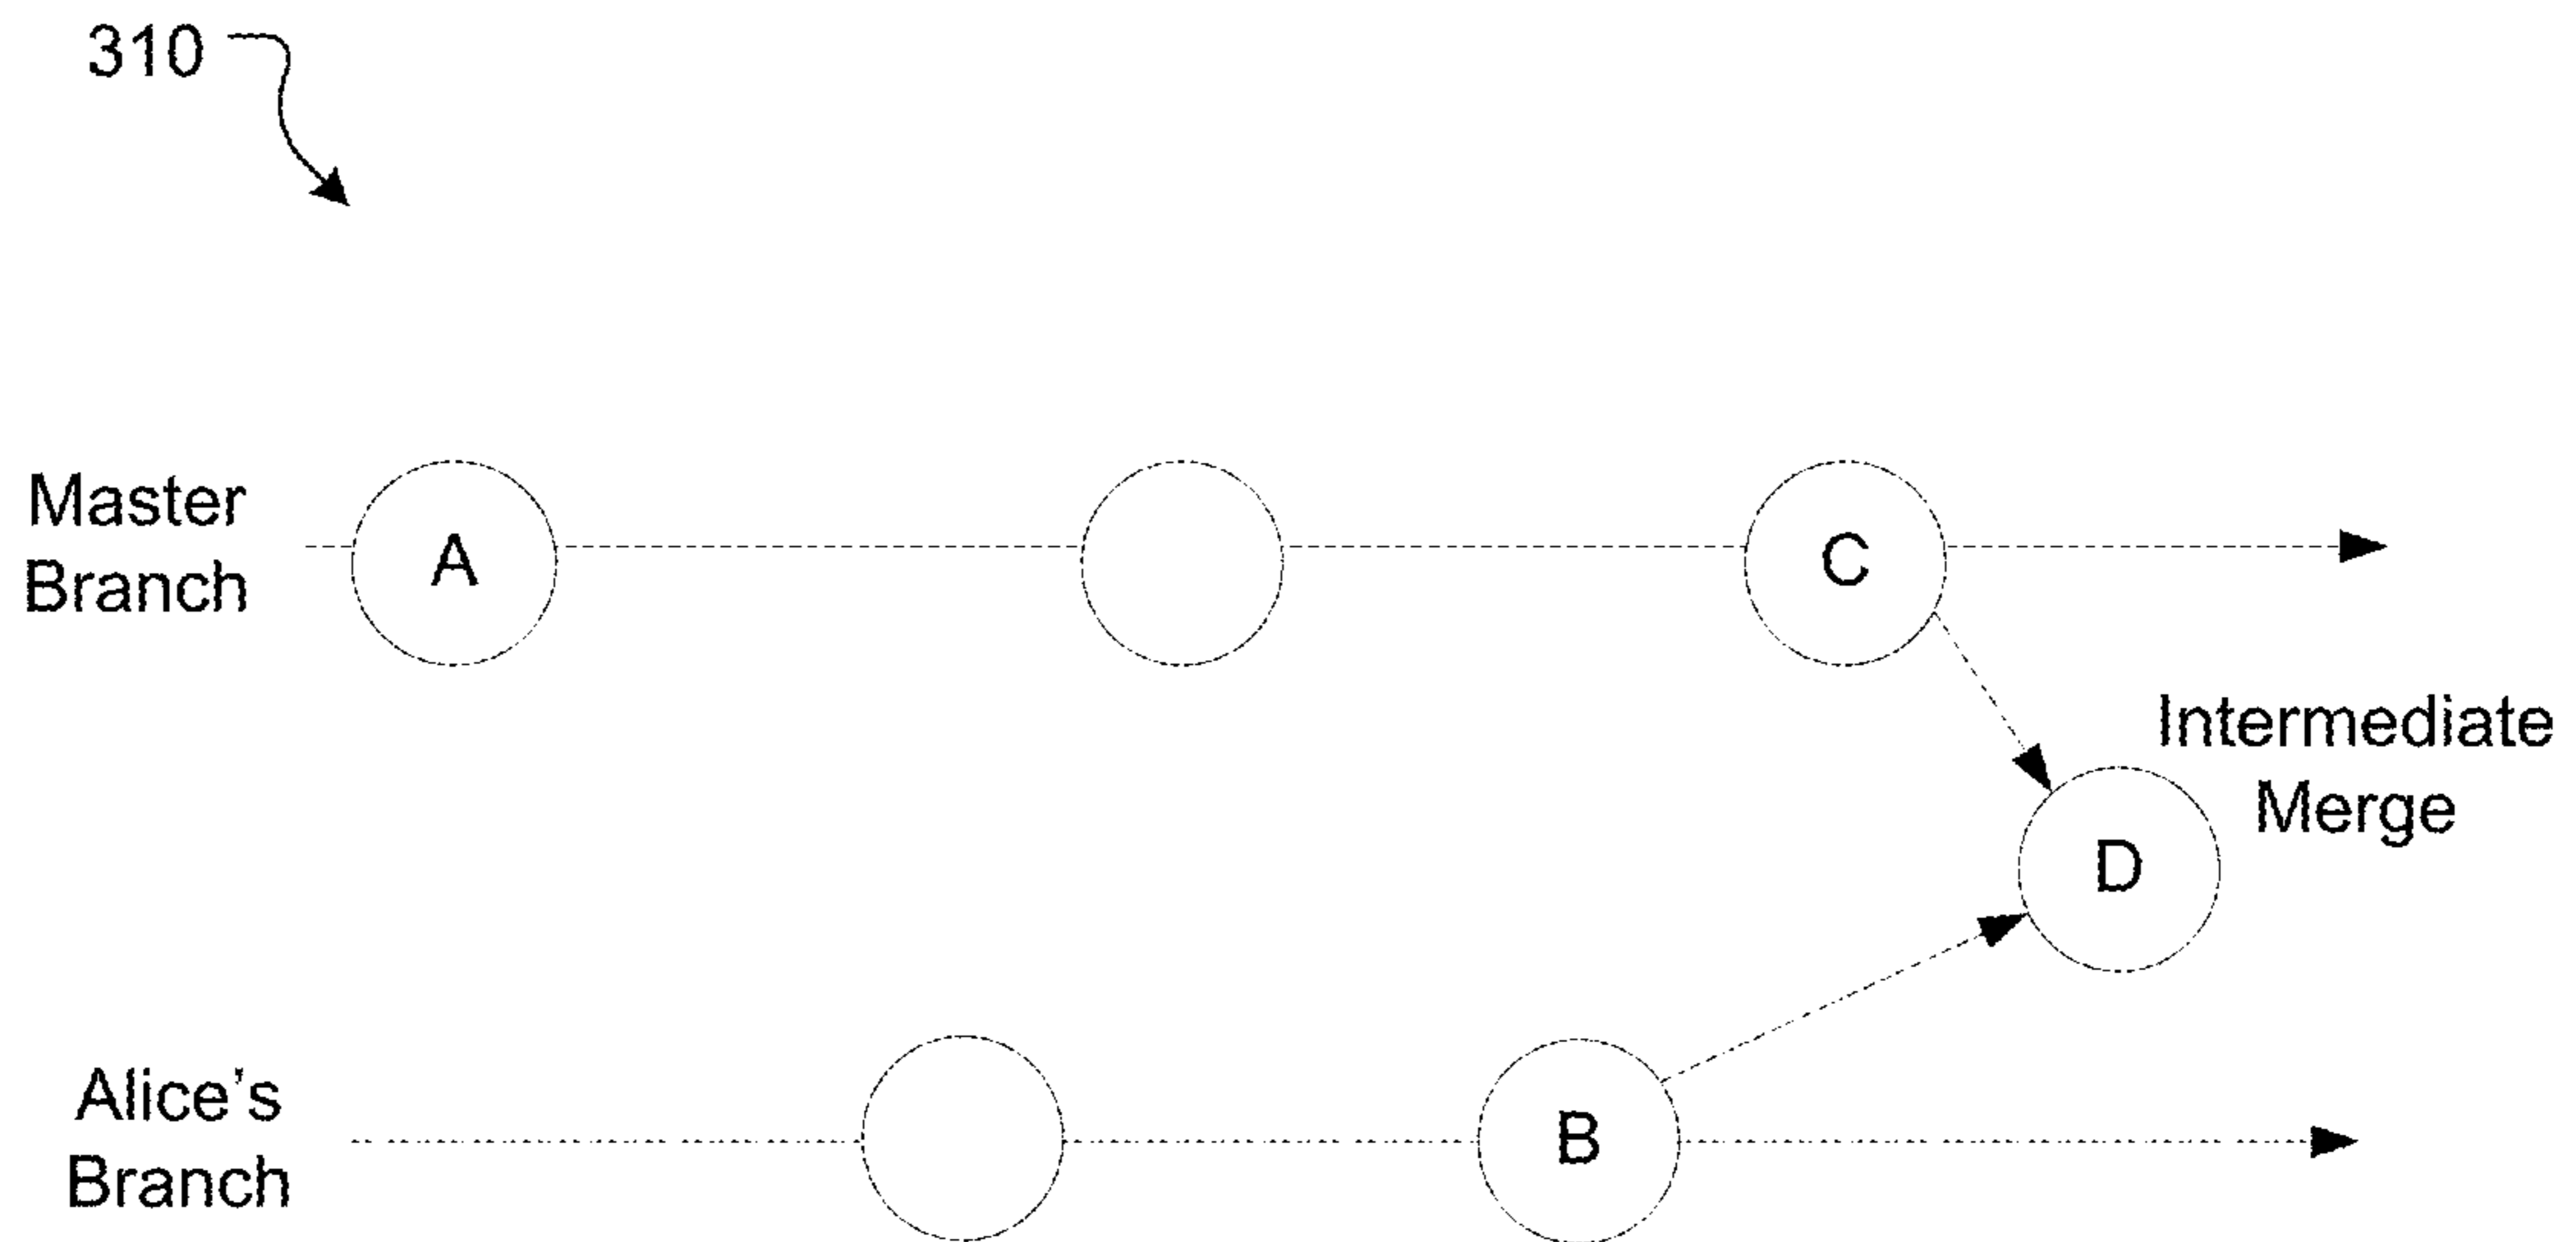 310
Master
Branch
A
C
Intermediate
Merge
D
Alice's
Branch
B